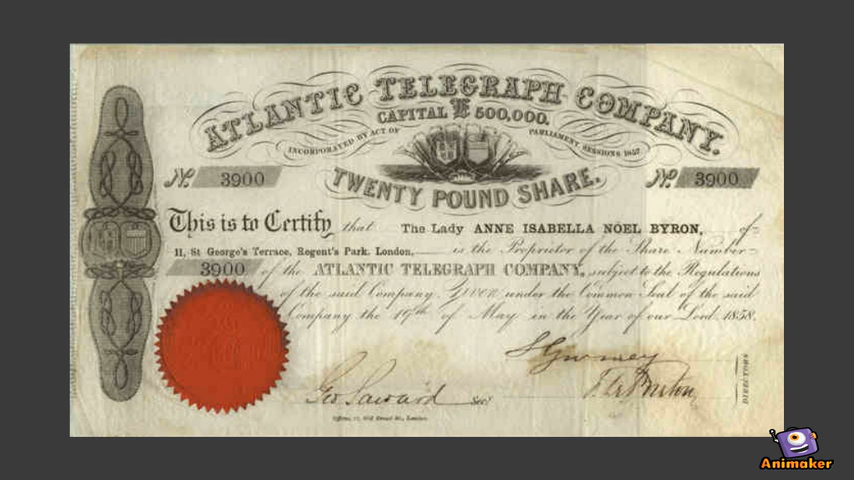 ATLANTIC TELEGRAPH COMPANY.
CAPITAL £500,000.
INCORPORATED BY ACT OF PARLIAMENT, SESSIONS 1857
No. 3900 No. 3900
TWENTY POUND SHARE.
This is to Certify that The Lady ANNE ISABELLA NOEL BYRON, of
11, St George's Terrace, Regent's Park, London, is the Proprietor of the Share Number
3900 of the ATLANTIC TELEGRAPH COMPANY, subject to the Regulations
of the said Company. Given under the Common Seal of the said
Company the 19th of May in the Year of our Lord 1858.
S Gurney
Geo Saward Secy
DIRECTORS
London.
Animaker